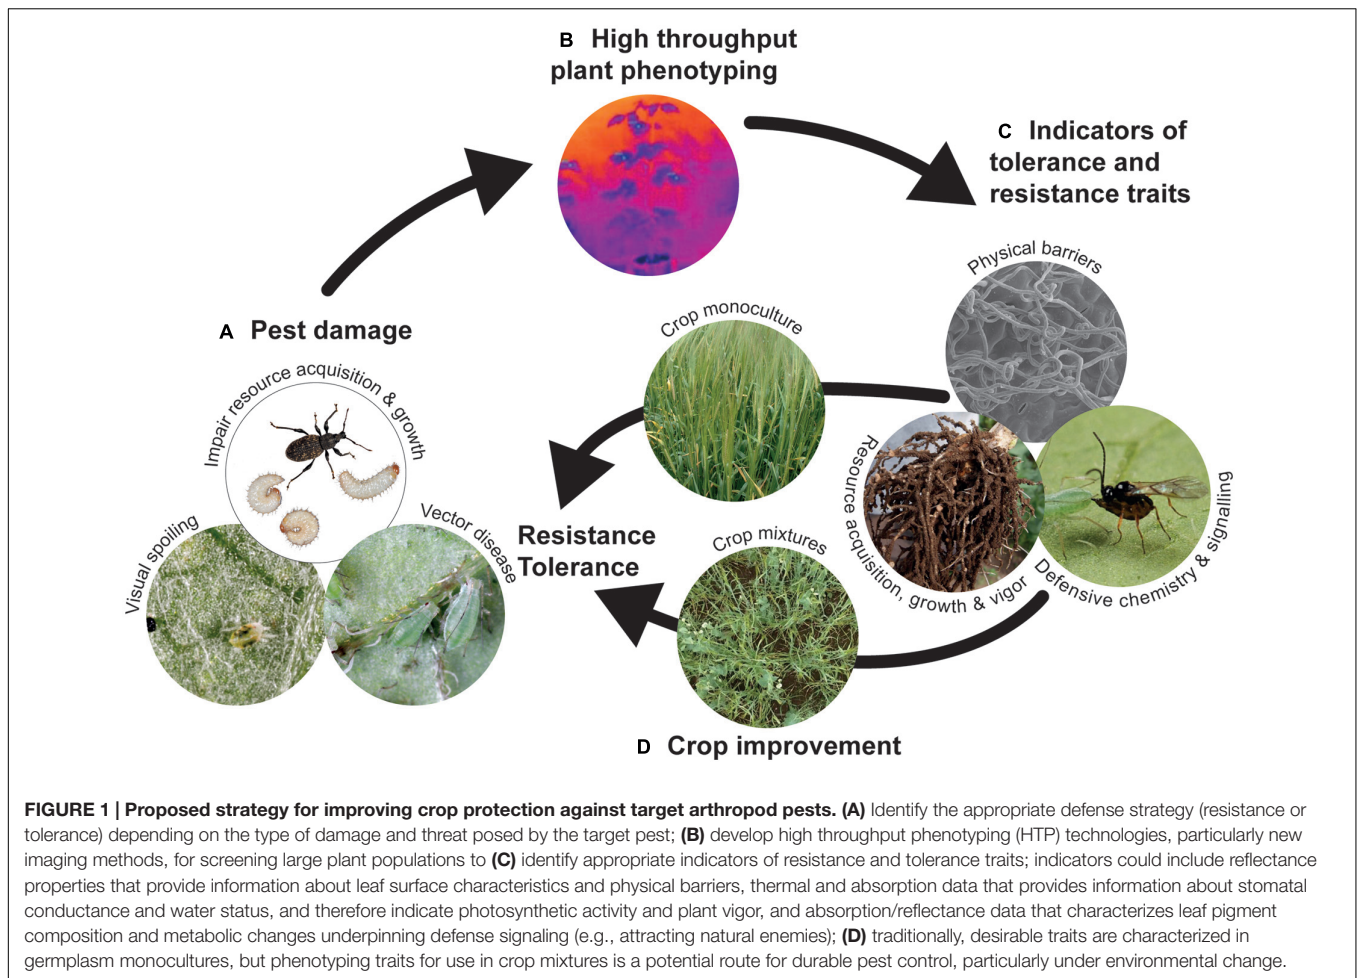 B High throughput
plant phenotyping
C Indicators of
tolerance and
resistance traits
Physical barriers
Crop monoculture
A Pest damage
Impair resource acquisition & growth
Resource acquisition, growth & vigor
Defensive chemistry & signalling
Visual spoiling
Vector disease
Resistance
Tolerance
Crop mixtures
D Crop improvement
FIGURE 1 | Proposed strategy for improving crop protection against target arthropod pests. (A) Identify the appropriate defense strategy (resistance or
tolerance) depending on the type of damage and threat posed by the target pest; (B) develop high throughput phenotyping (HTP) technologies, particularly new
imaging methods, for screening large plant populations to (C) identify appropriate indicators of resistance and tolerance traits; indicators could include reflectance
properties that provide information about leaf surface characteristics and physical barriers, thermal and absorption data that provides information about stomatal
conductance and water status, and therefore indicate photosynthetic activity and plant vigor, and absorption/reflectance data that characterizes leaf pigment
composition and metabolic changes underpinning defense signaling (e.g., attracting natural enemies); (D) traditionally, desirable traits are characterized in
germplasm monocultures, but phenotyping traits for use in crop mixtures is a potential route for durable pest control, particularly under environmental change.